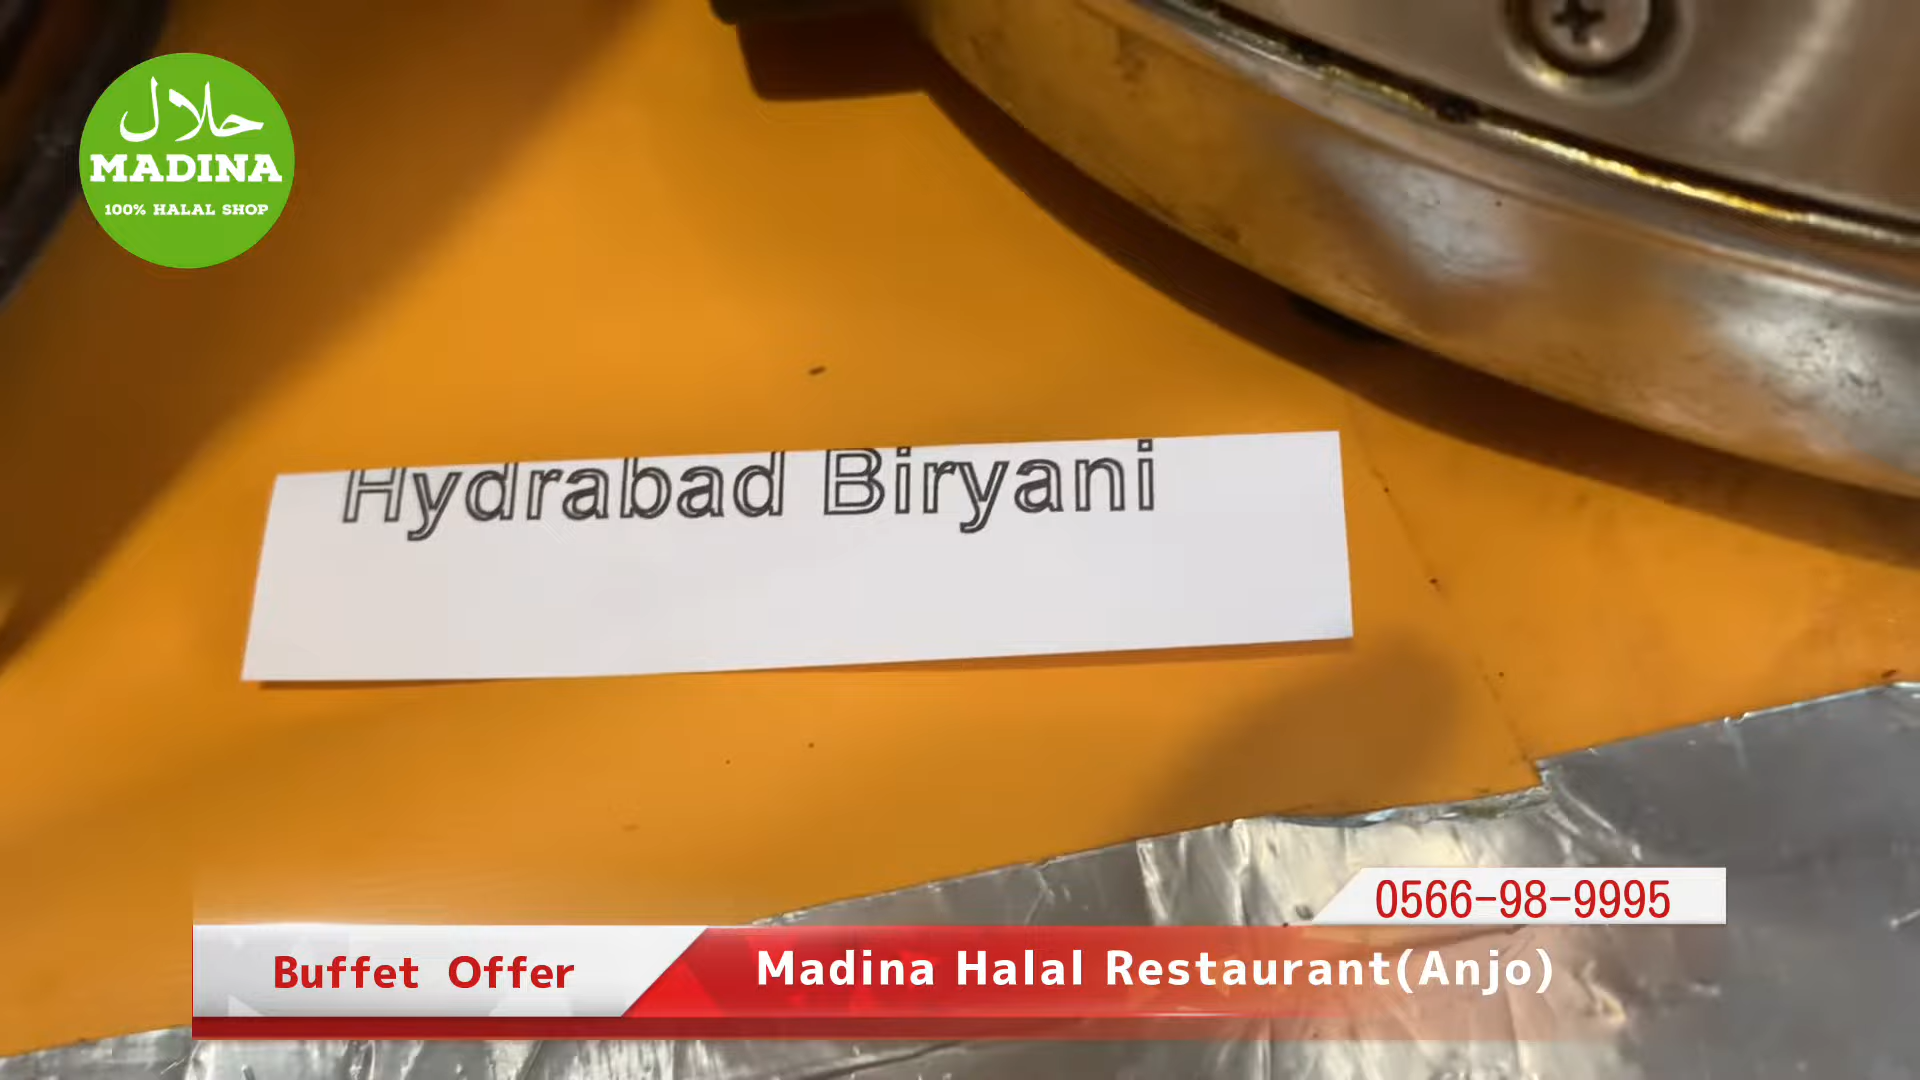 حلال
MADINA
100% HALAL SHOP
Hydrabad Biryani
0566-98-9995
Buffet Offer
Madina Halal Restaurant(Anjo)